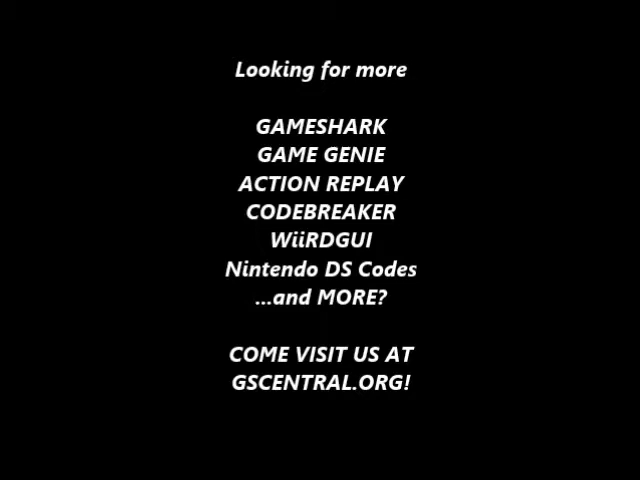 Looking for more
GAMESHARK
GAME GENIE
ACTION REPLAY
CODEBREAKER
WiiRDGUI
Nintendo DS Codes
...and MORE?
COME VISIT US AT
GSCENTRAL.ORG!